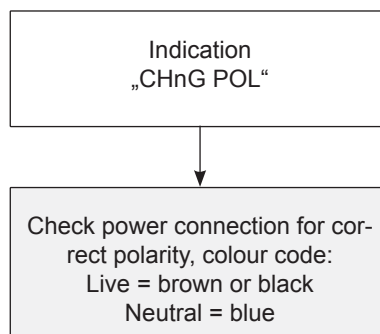 Indication
„CHnG POL“
Check power connection for cor-
rect polarity, colour code:
Live = brown or black
Neutral = blue